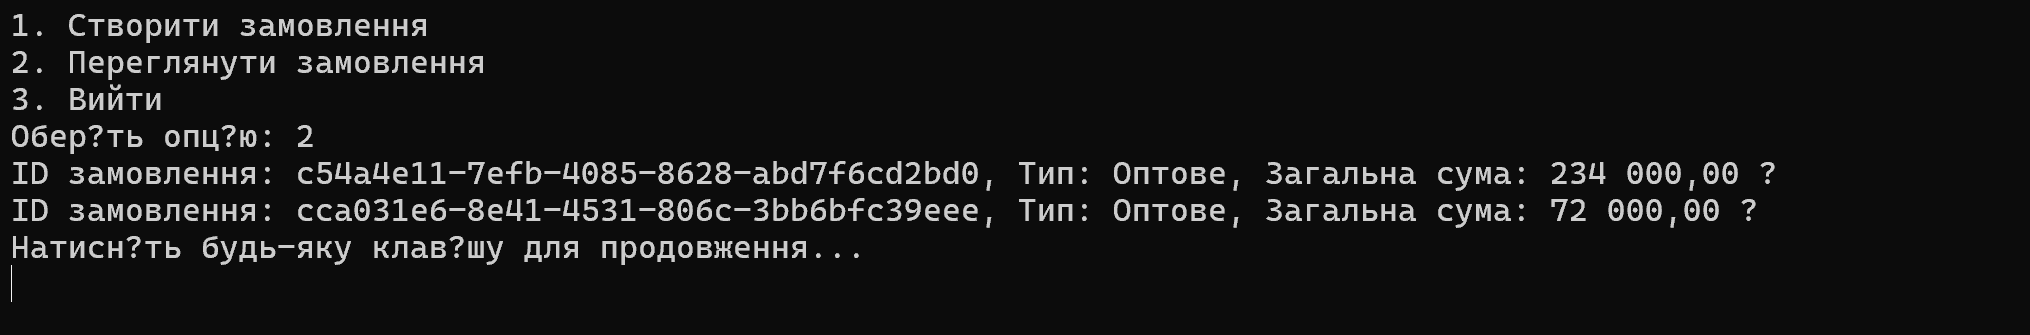 1. Створити замовлення
2. Переглянути замовлення
3. Вийти
Обер?ть опц?ю: 2
ID замовлення: c54a4e11-7efb-4085-8628-abd7f6cd2bd0, Тип: Оптове, Загальна сума: 234 000,00 ?
ID замовлення: cca031e6-8e41-4531-806c-3bb6bfc39eee, Тип: Оптове, Загальна сума: 72 000,00 ?
Натисн?ть будь-яку клав?шу для продовження...